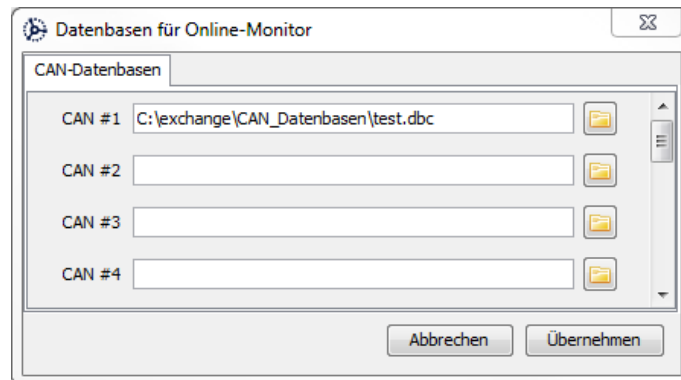 Datenbasen für Online-Monitor
CAN-Datenbasen
CAN #1 C:\exchange\CAN_Datenbasen\test.dbc
CAN #2
CAN #3
CAN #4
Abbrechen Übernehmen